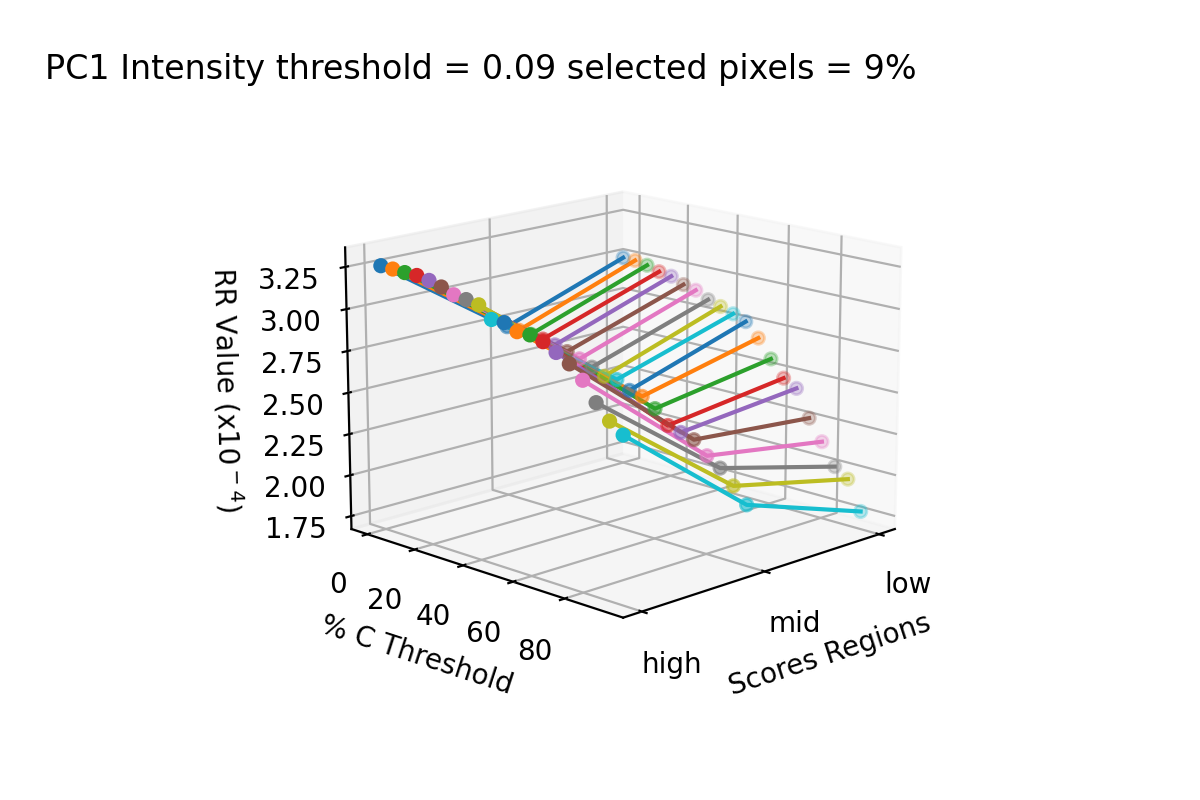 PC1 Intensity threshold = 0.09 selected pixels = 9%
RR Value (x10⁻⁴)
3.25
3.00
2.75
2.50
2.25
2.00
1.75
0
20
40
60
80
% C Threshold
high
mid
low
Scores Regions